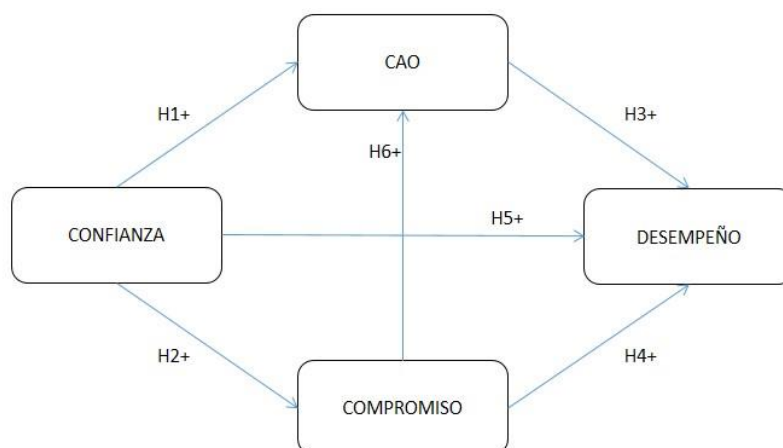 CAO
H1+
H3+
H6+
CONFIANZA
H5+
DESEMPEÑO
H2+
H4+
COMPROMISO